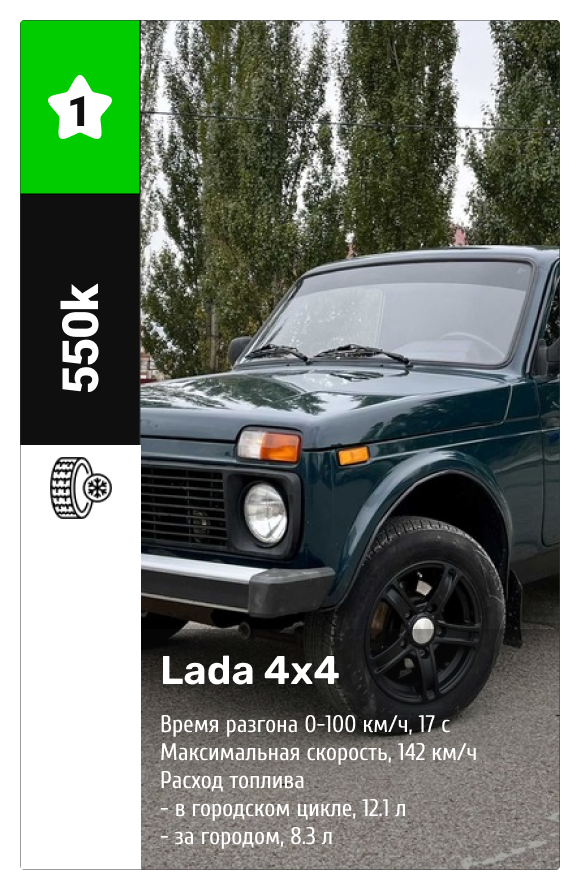 1
550k
Lada 4x4
Время разгона 0-100 км/ч, 17 с
Максимальная скорость, 142 км/ч
Расход топлива
- в городском цикле, 12.1 л
- за городом, 8.3 л